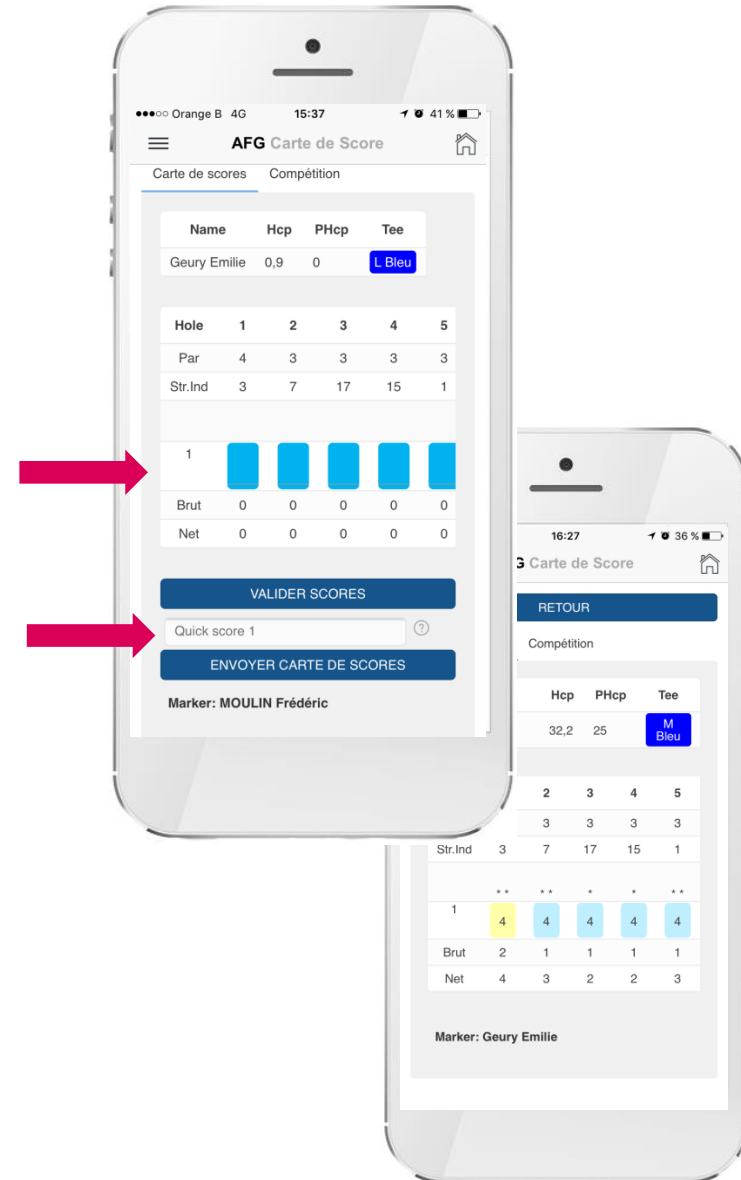 Orange B 4G 15:37 41 %
AFG Carte de Score
Carte de scores Compétition
Name Hcp PHcp Tee
Geury Emilie 0,9 0 L Bleu
Hole 1 2 3 4 5
Par 4 3 3 3 3
Str.Ind 3 7 17 15 1
1
Brut 0 0 0 0 0
Net 0 0 0 0 0
VALIDER SCORES
Quick score 1 ?
ENVOYER CARTE DE SCORES
Marker: MOULIN Frédéric
16:27 36 %
G Carte de Score
RETOUR
Compétition
Hcp PHcp Tee
32,2 25 M
Bleu
2 3 4 5
3 3 3 3
Str.Ind 3 7 17 15 1
** ** * * **
1 4 4 4 4 4
Brut 2 1 1 1 1
Net 4 3 2 2 3
Marker: Geury Emilie